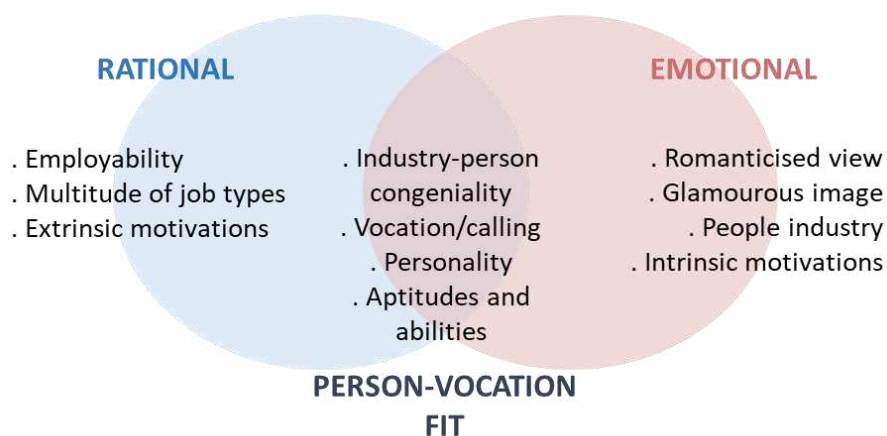 RATIONAL
. Employability
. Multitude of job types
. Extrinsic motivations
. Industry-person
congeniality
. Vocation/calling
. Personality
. Aptitudes and
abilities
EMOTIONAL
. Romanticised view
. Glamourous image
. People industry
. Intrinsic motivations
PERSON-VOCATION
FIT